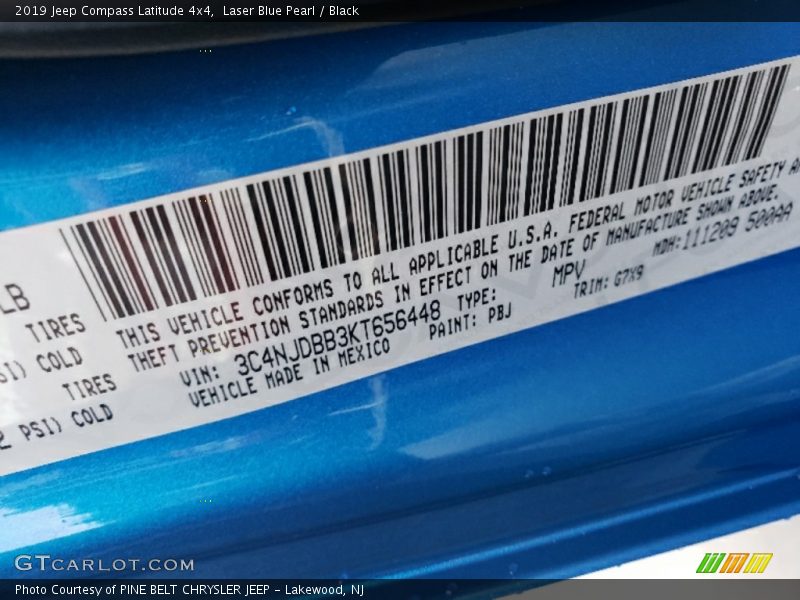 2019 Jeep Compass Latitude 4x4,  Laser Blue Pearl / Black
LB
TIRES
SI) COLD
TIRES
2 PSI) COLD
THIS VEHICLE CONFORMS TO ALL APPLICABLE U.S.A. FEDERAL MOTOR VEHICLE SAFETY A
THEFT PREVENTION STANDARDS IN EFFECT ON THE DATE OF MANUFACTURE SHOWN ABOVE.
VIN: 3C4NJDBB3KT656448 TYPE: MPV MDH:111209 500AA
VEHICLE MADE IN MEXICO PAINT: PBJ TRIM: G7X9
GTCARLOT.COM
Photo Courtesy of PINE BELT CHRYSLER JEEP - Lakewood, NJ